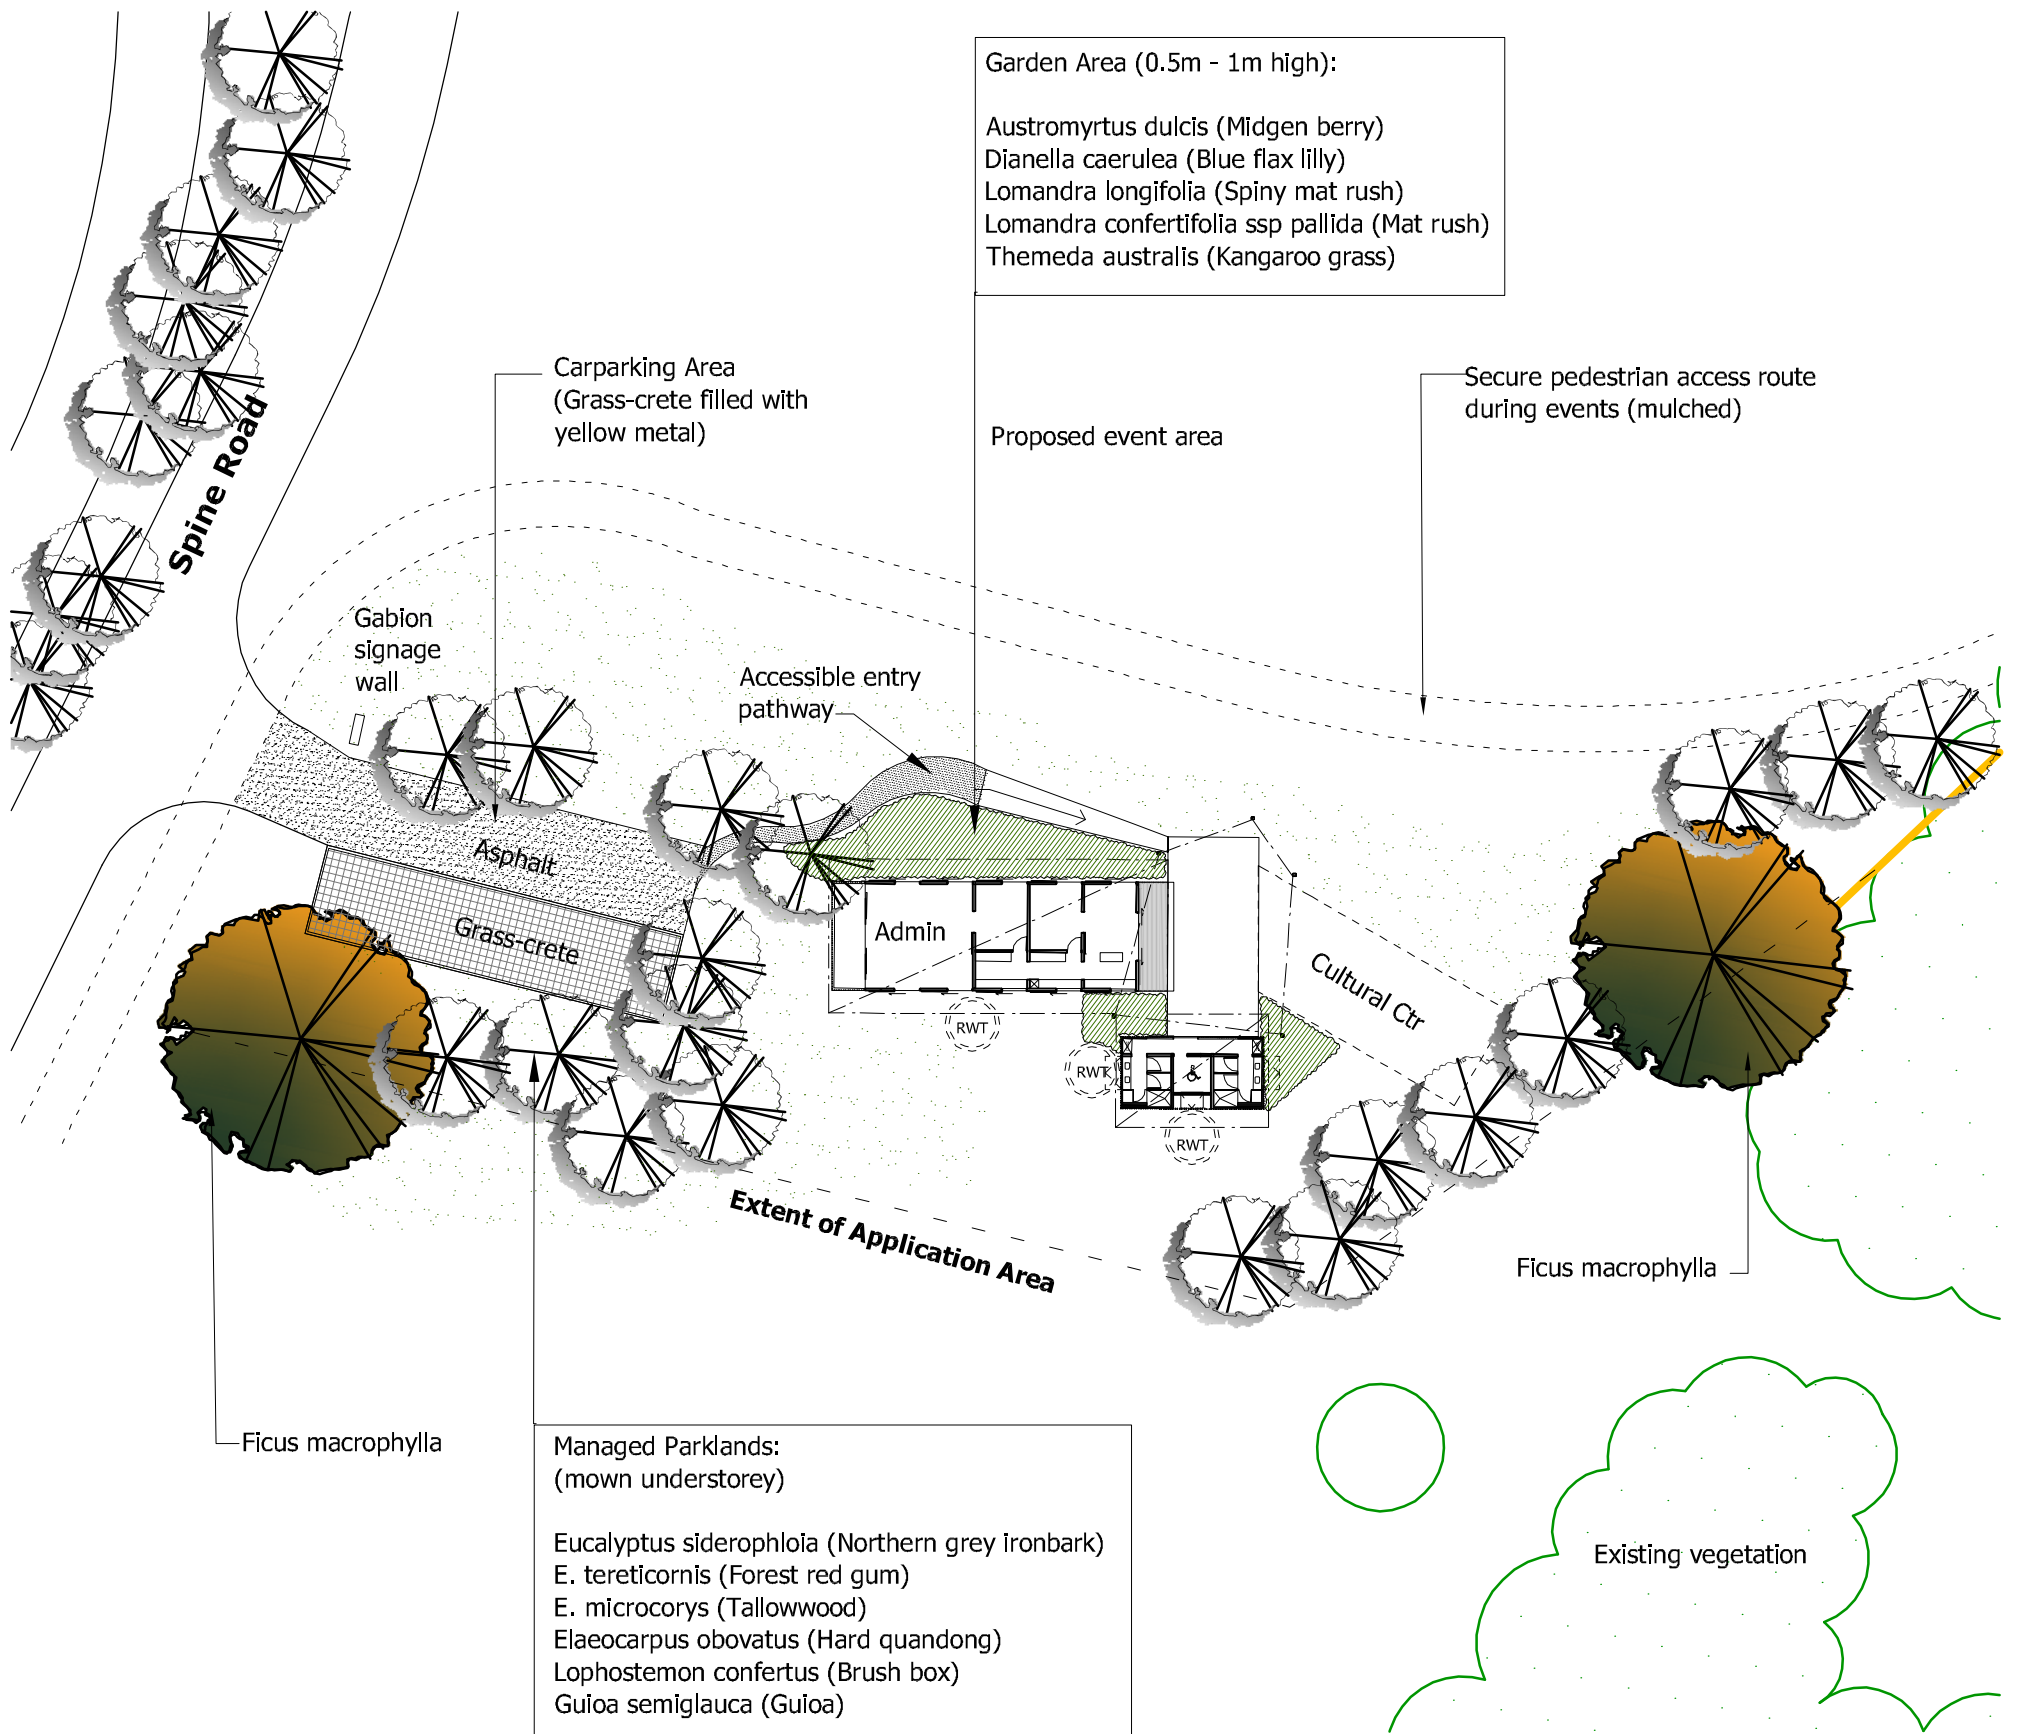 Garden Area (0.5m - 1m high):
Austromyrtus dulcis (Midgen berry)
Dianella caerulea (Blue flax lilly)
Lomandra longifolia (Spiny mat rush)
Lomandra confertifolia ssp pallida (Mat rush)
Themeda australis (Kangaroo grass)
Carparking Area
(Grass-crete filled with
yellow metal)
Secure pedestrian access route
during events (mulched)
Proposed event area
Spine Road
Gabion
signage
wall
Accessible entry
pathway
Asphalt
Grass-crete
Admin
Cultural Ctr
RWT
RWT
RWT
Extent of Application Area
Ficus macrophylla
Ficus macrophylla
Managed Parklands:
(mown understorey)
Eucalyptus siderophloia (Northern grey ironbark)
E. tereticornis (Forest red gum)
E. microcorys (Tallowwood)
Elaeocarpus obovatus (Hard quandong)
Lophostemon confertus (Brush box)
Guioa semiglauca (Guioa)
Existing vegetation